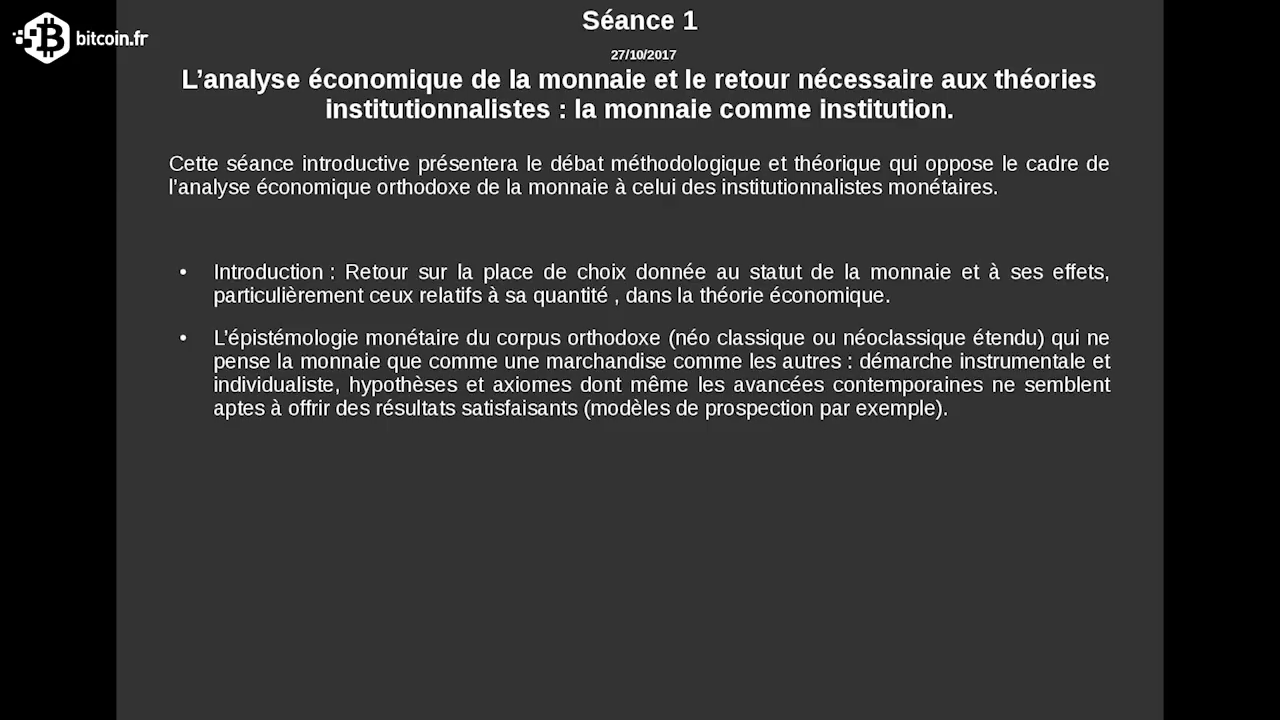 bitcoin.fr
Séance 1
27/10/2017
L’analyse économique de la monnaie et le retour nécessaire aux théories
institutionnalistes : la monnaie comme institution.
Cette séance introductive présentera le débat méthodologique et théorique qui oppose le cadre de
l’analyse économique orthodoxe de la monnaie à celui des institutionnalistes monétaires.
• Introduction : Retour sur la place de choix donnée au statut de la monnaie et à ses effets,
particulièrement ceux relatifs à sa quantité , dans la théorie économique.
• L’épistémologie monétaire du corpus orthodoxe (néo classique ou néoclassique étendu) qui ne
pense la monnaie que comme une marchandise comme les autres : démarche instrumentale et
individualiste, hypothèses et axiomes dont même les avancées contemporaines ne semblent
aptes à offrir des résultats satisfaisants (modèles de prospection par exemple).